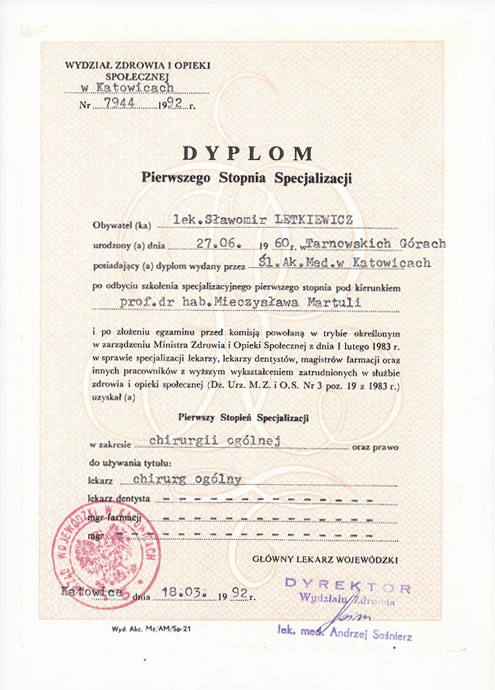 WYDZIAŁ ZDROWIA I OPIEKI
SPOŁECZNEJ
w Katowicach
Nr 7944 1992 r.
DYPLOM
Pierwszego Stopnia Specjalizacji
Obywatel (ka) lek.Sławomir LETKIEWICZ
urodzony (a) dnia 27.06. 1960r. w Tarnowskich Górach
posiadający (a) dyplom wydany przez Śl.Ak.Med.w Katowicach
po odbyciu szkolenia specjalizacyjnego pierwszego stopnia pod kierunkiem
prof.dr hab.Mieczysława Martuli
i po złożeniu egzaminu przed komisją powołaną w trybie określonym
w zarządzeniu Ministra Zdrowia i Opieki Społecznej z dnia 1 lutego 1983 r.
w sprawie specjalizacji lekarzy, lekarzy dentystów, magistrów farmacji oraz
innych pracowników z wyższym wykształceniem zatrudnionych w służbie
zdrowia i opieki społecznej (Dz. Urz. M.Z. i O.S. Nr 3 poz. 19 z 1983 r.)
uzyskał (a)
Pierwszy Stopień Specjalizacji
w zakresie chirurgii ogólnej oraz prawo
do używania tytułu:
lekarz chirurg ogólny
lekarz dentysta - - - - - - - - - - - - - -
mgr farmacji - - - - - - - - - - - - - -
mgr - - - - - - - - - - - - - - - -
WOJEWÓDZKI W KATOWICACH
GŁÓWNY LEKARZ WOJEWÓDZKI
Katowice dnia 18.03. 1992 r.
DYREKTOR
Wydziału Zdrowia
lek. med. Andrzej Sośnierz
Wyd. Akc. Mz/AM/Sp-21